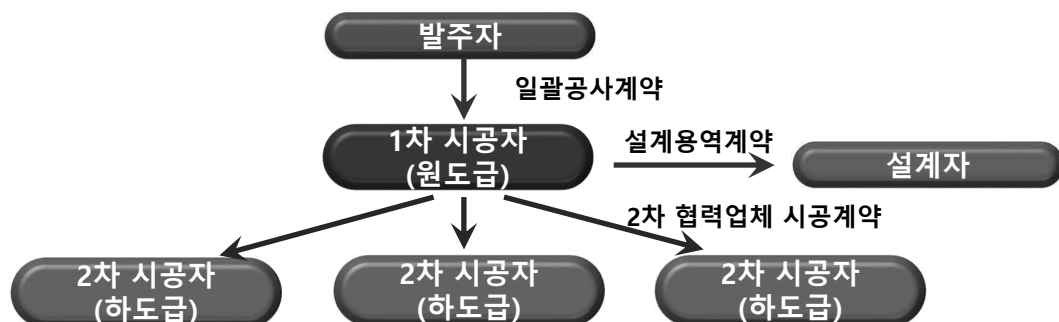 발주자
일괄공사계약
1차 시공자
(원도급)
설계용역계약
설계자
2차 협력업체 시공계약
2차 시공자
(하도급)
2차 시공자
(하도급)
2차 시공자
(하도급)